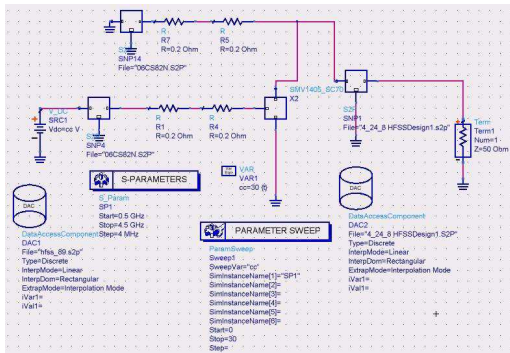 R
R7
R=0.2 Ohm
R
R5
R=0.2 Ohm
SNP14
File="06CS82N.S2P"
V_DC
SRC1
Vdc=cc V
SNP4
File="06CS82N.S2P"
R
R1
R=0.2 Ohm
R
R4
R=0.2 Ohm
SMV1405_SC70
X2
S2P
SNP1
File="4_24_8 HFSSDesign1.s2p"
Term
Term1
Num=1
Z=50 Ohm
S-PARAMETERS
S_Param
SP1
Start=0.5 GHz
Stop=4.5 GHz
Step=4 MHz
Var
Eqn
VAR
VAR1
cc=30 {t}
DAC
DataAccessComponent
DAC1
File="hfss_89.s2p"
Type=Discrete
InterpMode=Linear
InterpDom=Rectangular
ExtrapMode=Interpolation Mode
iVar1=
iVal1=
PARAMETER SWEEP
ParamSweep
Sweep1
SweepVar="cc"
SimInstanceName[1]="SP1"
SimInstanceName[2]=
SimInstanceName[3]=
SimInstanceName[4]=
SimInstanceName[5]=
SimInstanceName[6]=
Start=0
Stop=30
Step=
DAC
DataAccessComponent
DAC2
File="4_24_8 HFSSDesign1.S2P"
Type=Discrete
InterpMode=Linear
InterpDom=Rectangular
ExtrapMode=Interpolation Mode
iVar1=
iVal1=